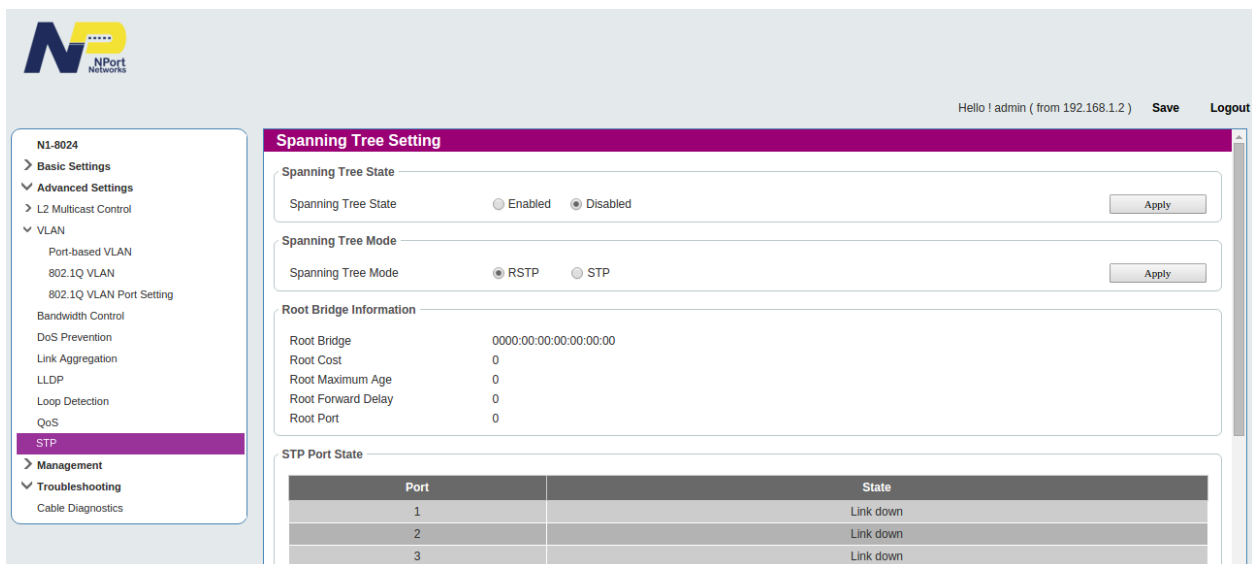 NPort
Networks
Hello ! admin ( from 192.168.1.2 ) Save Logout
N1-8024
Basic Settings
Advanced Settings
L2 Multicast Control
VLAN
Port-based VLAN
802.1Q VLAN
802.1Q VLAN Port Setting
Bandwidth Control
DoS Prevention
Link Aggregation
LLDP
Loop Detection
QoS
STP
Management
Troubleshooting
Cable Diagnostics
Spanning Tree Setting
Spanning Tree State
Spanning Tree State Enabled Disabled Apply
Spanning Tree Mode
Spanning Tree Mode RSTP STP Apply
Root Bridge Information
Root Bridge 0000:00:00:00:00:00:00
Root Cost 0
Root Maximum Age 0
Root Forward Delay 0
Root Port 0
STP Port State
Port State
1 Link down
2 Link down
3 Link down